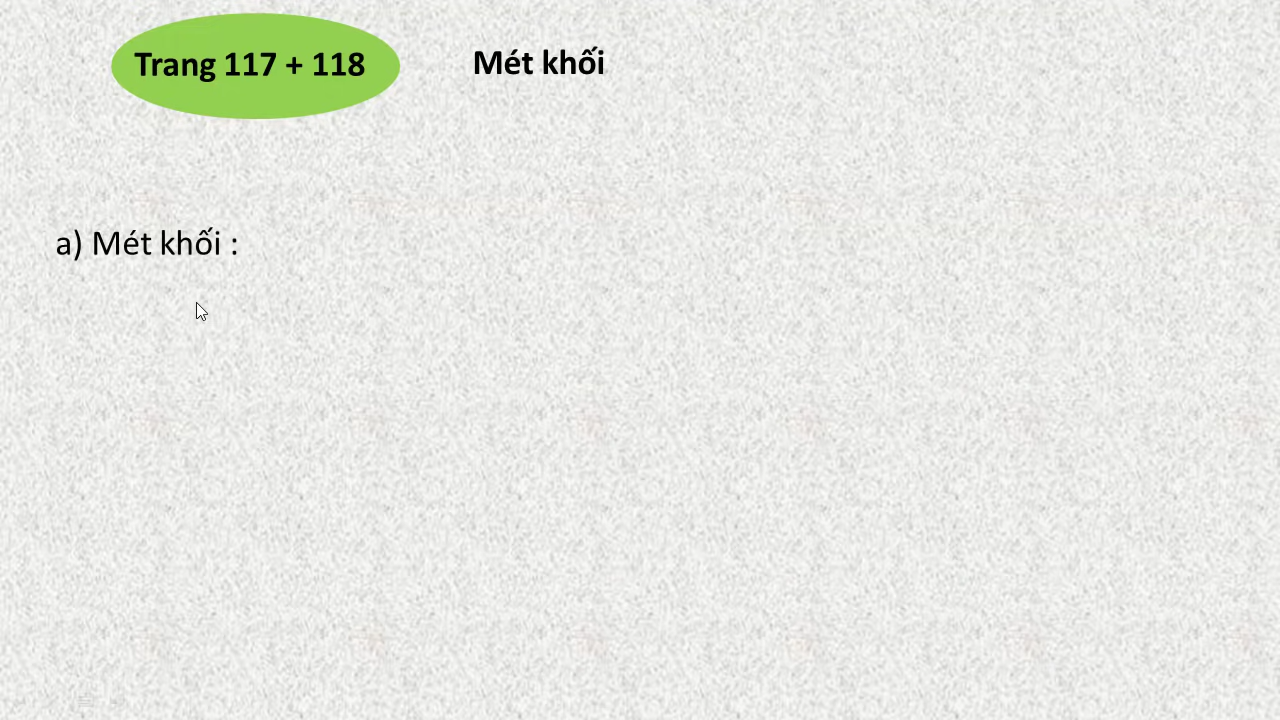 Trang 117 + 118
Mét khối
a) Mét khối :